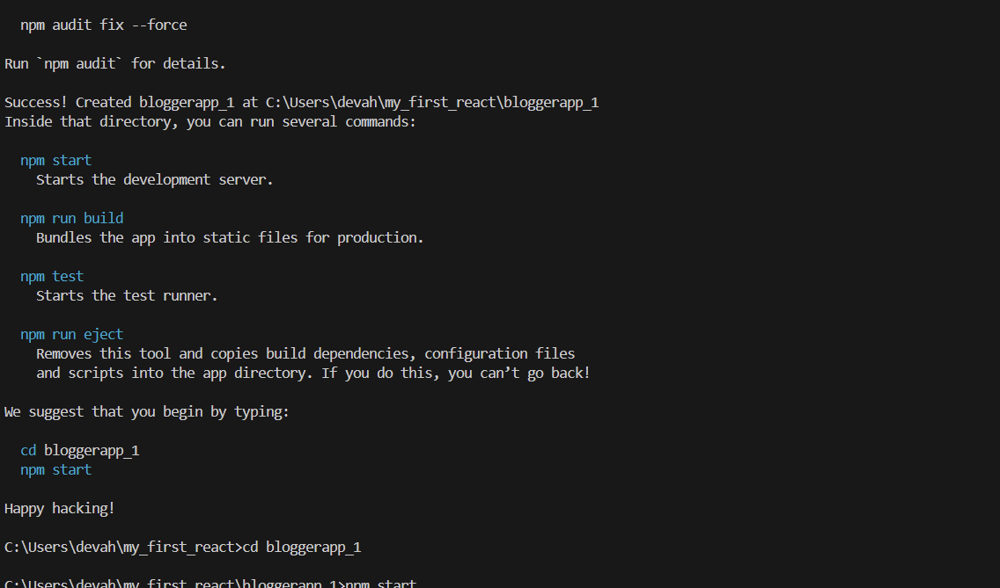 npm audit fix --force
Run `npm audit` for details.
Success! Created bloggerapp_1 at C:\Users\devah\my_first_react\bloggerapp_1
Inside that directory, you can run several commands:
npm start
Starts the development server.
npm run build
Bundles the app into static files for production.
npm test
Starts the test runner.
npm run eject
Removes this tool and copies build dependencies, configuration files
and scripts into the app directory. If you do this, you can’t go back!
We suggest that you begin by typing:
cd bloggerapp_1
npm start
Happy hacking!
C:\Users\devah\my_first_react>cd bloggerapp_1
C:\Users\devah\my_first_react\bloggerapp_1>npm start